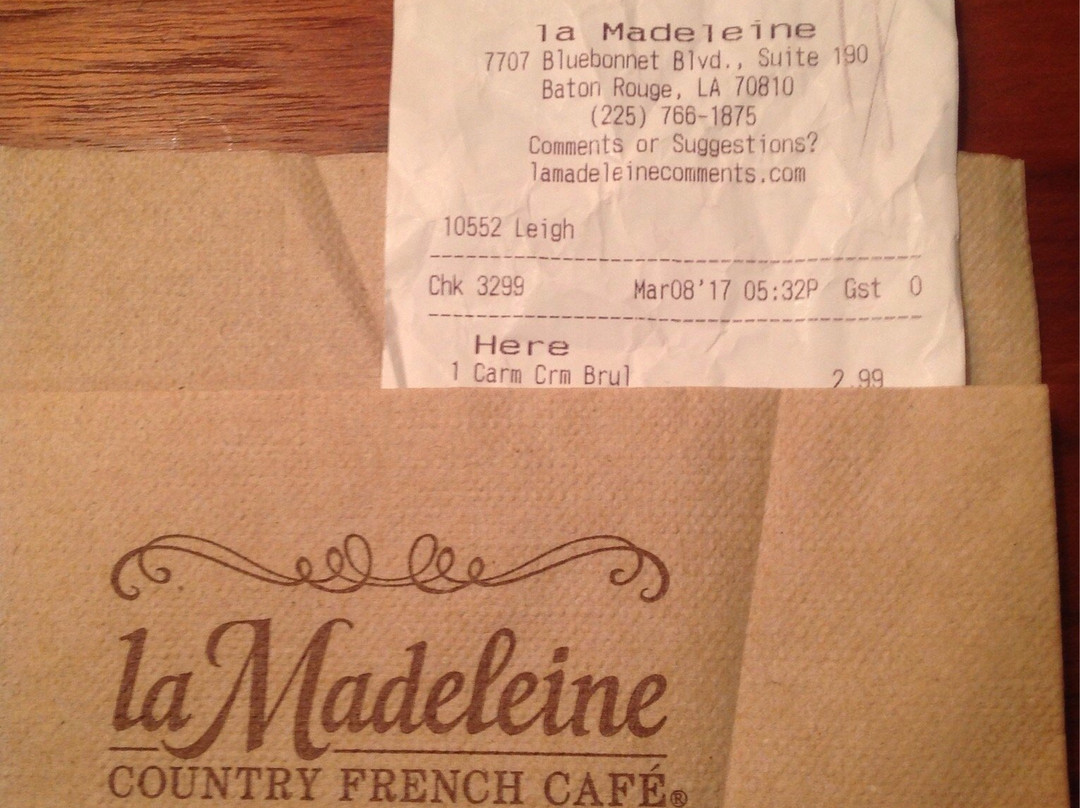 la Madeleine
7707 Bluebonnet Blvd., Suite 190
Baton Rouge, LA 70810
(225) 766-1875
Comments or Suggestions?
lamadeleinecomments.com
10552 Leigh
Chk 3299 Mar08'17 05:32P Gst 0
Here
1 Carm Crm Brul 2.99
la Madeleine
COUNTRY FRENCH CAFÉ®